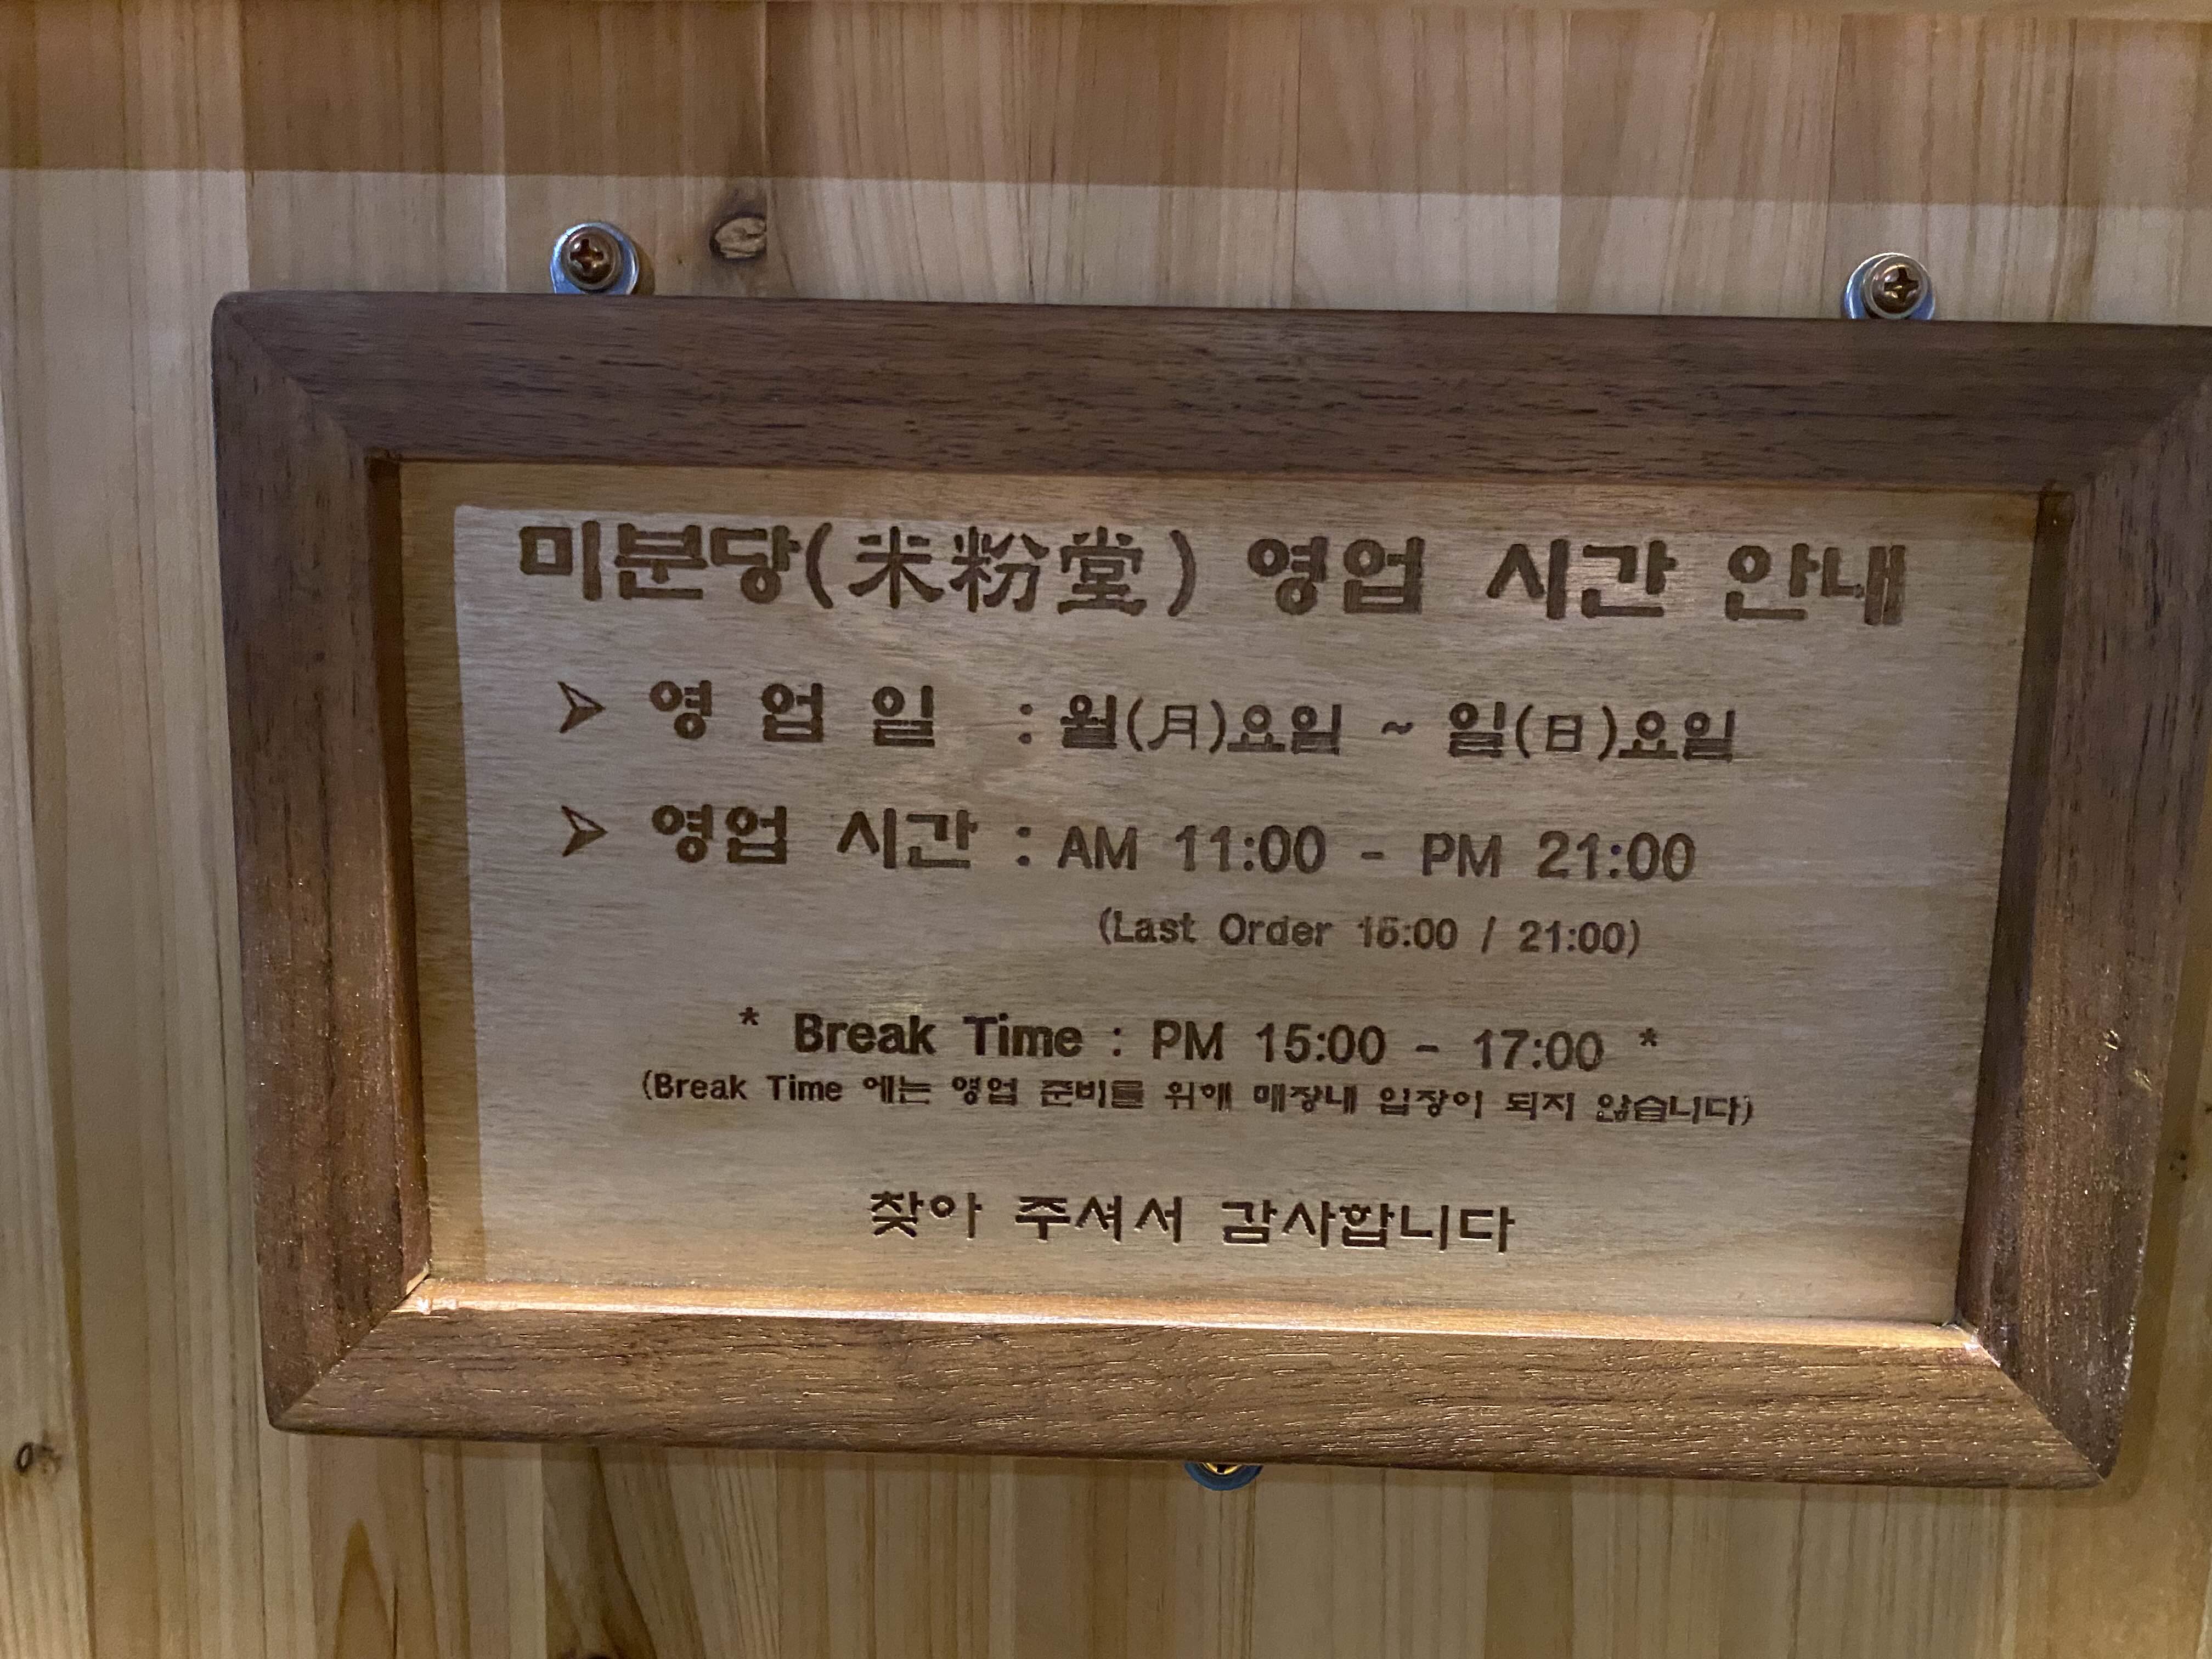 미분당(米粉堂) 영업 시간 안내
➢ 영 업 일 : 월(月)요일 ~ 일(日)요일
➢ 영업 시간 : AM 11:00 - PM 21:00
(Last Order 15:00 / 21:00)
* Break Time : PM 15:00 - 17:00 *
(Break Time 에는 영업 준비를 위해 매장내 입장이 되지 않습니다)
찾아 주셔서 감사합니다